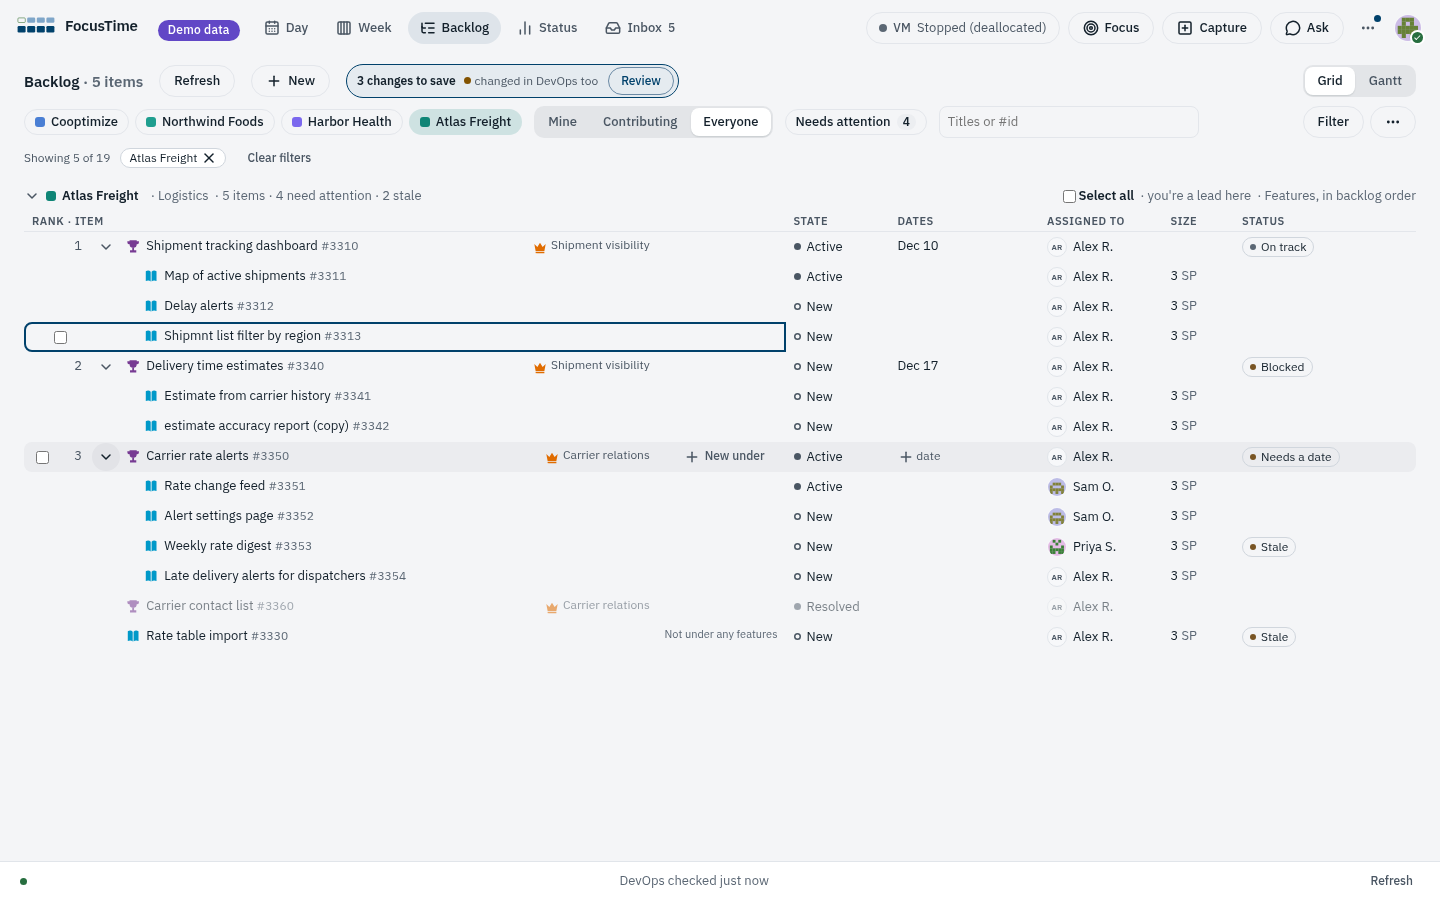 FocusTime
Demo data
Day
Week
Backlog
Status
Inbox 5
VM Stopped (deallocated)
Focus
Capture
Ask
Backlog · 5 items
Refresh
New
3 changes to save
changed in DevOps too
Review
Grid
Gantt
Cooptimize
Northwind Foods
Harbor Health
Atlas Freight
Mine
Contributing
Everyone
Needs attention 4
Titles or #id
Filter
Showing 5 of 19
Atlas Freight
Clear filters
Atlas Freight · Logistics · 5 items · 4 need attention · 2 stale
Select all · you're a lead here · Features, in backlog order
RANK · ITEM STATE DATES ASSIGNED TO SIZE STATUS
1 Shipment tracking dashboard #3310 Shipment visibility Active Dec 10 AR Alex R. On track
Map of active shipments #3311 Active AR Alex R. 3 SP
Delay alerts #3312 New AR Alex R. 3 SP
Shipmnt list filter by region #3313 New AR Alex R. 3 SP
2 Delivery time estimates #3340 Shipment visibility New Dec 17 AR Alex R. Blocked
Estimate from carrier history #3341 New AR Alex R. 3 SP
estimate accuracy report (copy) #3342 New AR Alex R. 3 SP
3 Carrier rate alerts #3350 Carrier relations New under Active date AR Alex R. Needs a date
Rate change feed #3351 Active Sam O. 3 SP
Alert settings page #3352 New Sam O. 3 SP
Weekly rate digest #3353 New Priya S. 3 SP Stale
Late delivery alerts for dispatchers #3354 New AR Alex R. 3 SP
Carrier contact list #3360 Carrier relations Resolved AR Alex R.
Rate table import #3330 Not under any features New AR Alex R. 3 SP Stale
DevOps checked just now
Refresh